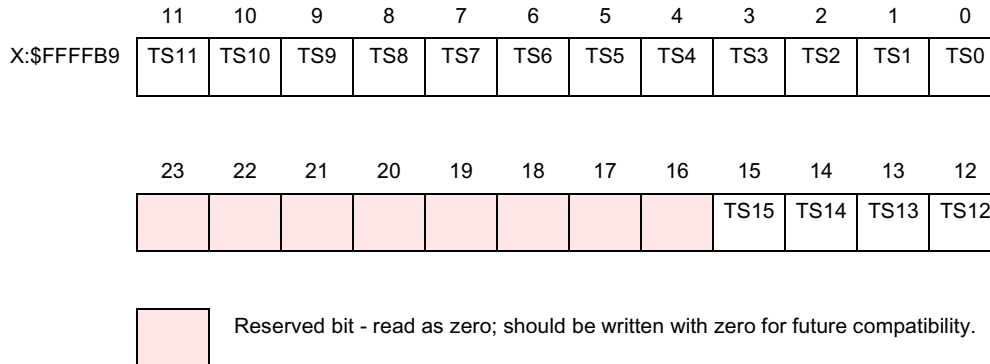 11 10 9 8 7 6 5 4 3 2 1 0
X:$FFFFB9 TS11 TS10 TS9 TS8 TS7 TS6 TS5 TS4 TS3 TS2 TS1 TS0
23 22 21 20 19 18 17 16 15 14 13 12
TS15 TS14 TS13 TS12
Reserved bit - read as zero; should be written with zero for future compatibility.